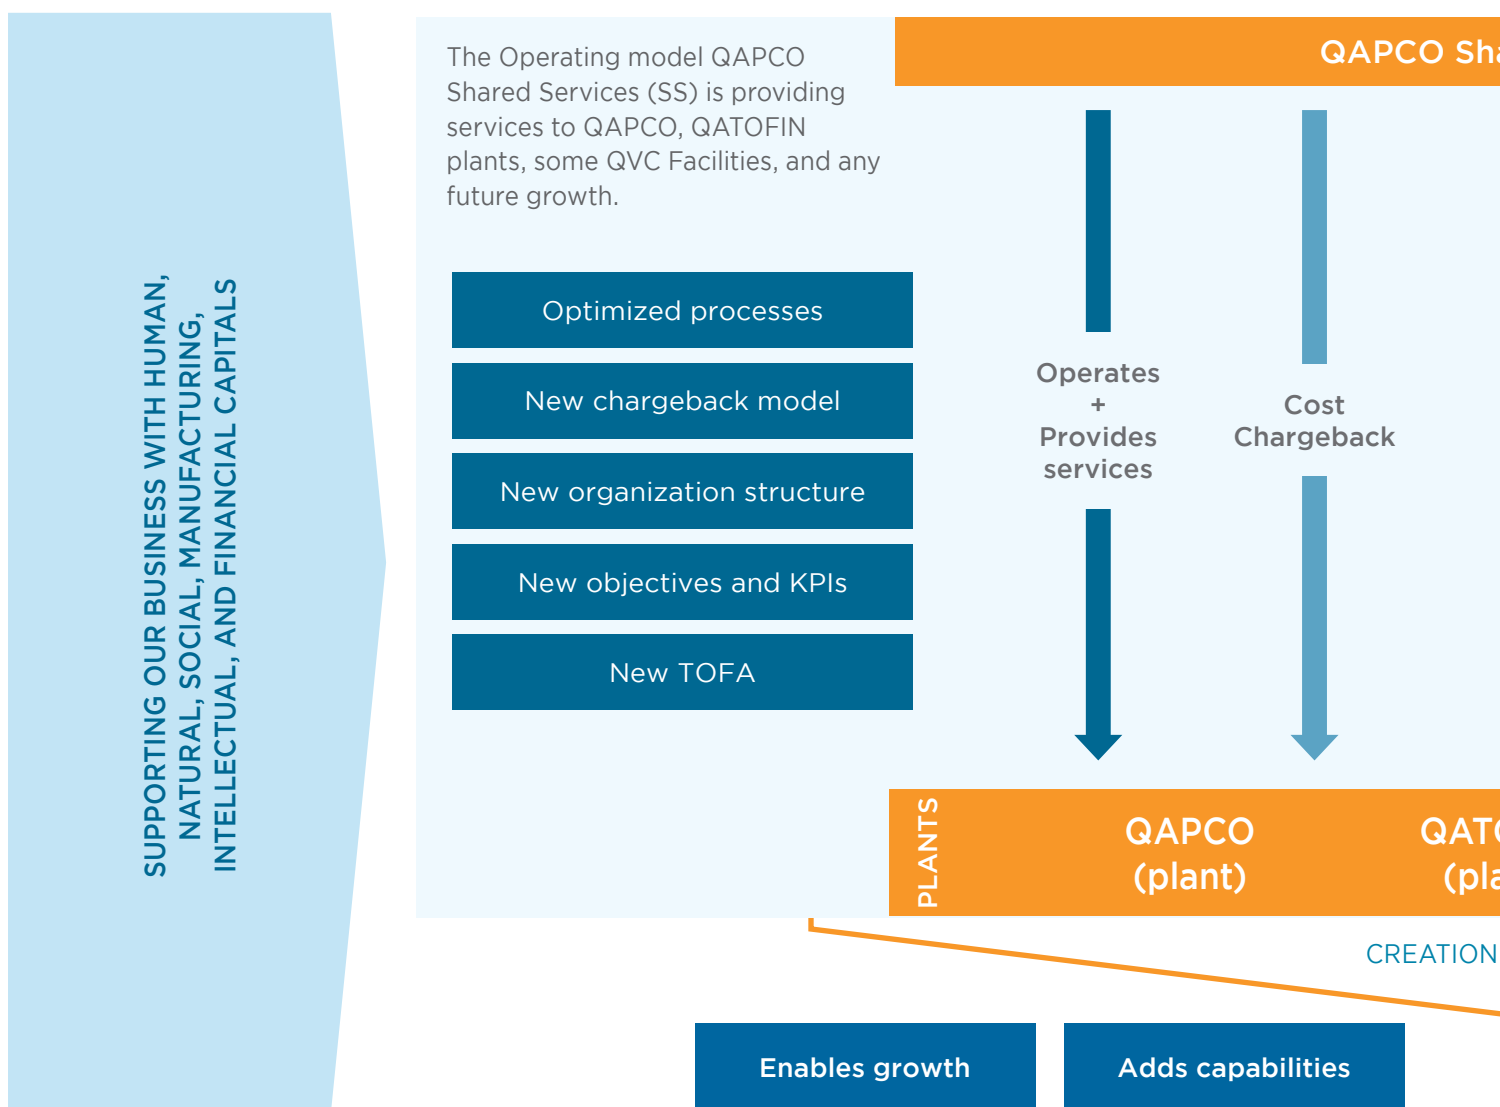 SUPPORTING OUR BUSINESS WITH HUMAN,
NATURAL, SOCIAL, MANUFACTURING,
INTELLECTUAL, AND FINANCIAL CAPITALS
The Operating model QAPCO
Shared Services (SS) is providing
services to QAPCO, QATOFIN
plants, some QVC Facilities, and any
future growth.
Optimized processes
New chargeback model
New organization structure
New objectives and KPIs
New TOFA
QAPCO
Operates
+
Provides
services
Cost
Chargeback
PLANTS
QAPCO
(plant)
CREATION
Enables growth
Adds capabilities